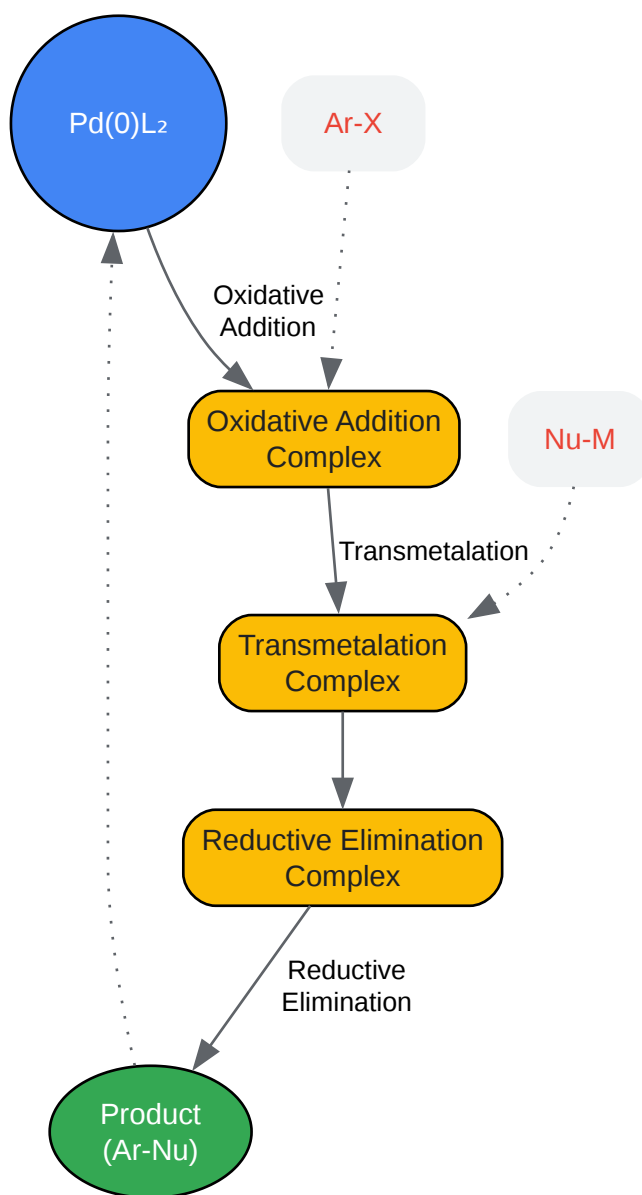 Pd(0)L₂
Ar-X
Oxidative
Addition
Oxidative Addition
Complex
Nu-M
Transmetalation
Transmetalation
Complex
Reductive Elimination
Complex
Reductive
Elimination
Product
(Ar-Nu)